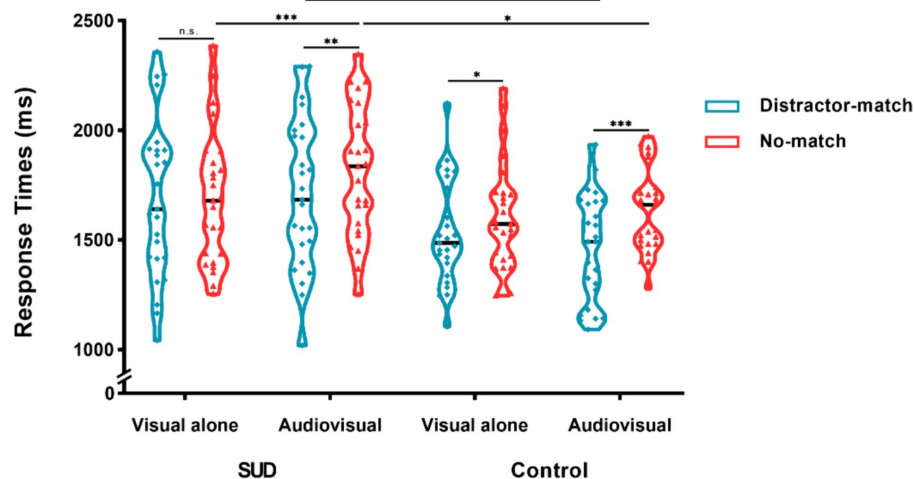 2500
2000
1500
1000
0
Response Times (ms)
n.s.
***
**
*
*
***
Distractor-match
No-match
Visual alone
Audiovisual
Visual alone
Audiovisual
SUD
Control